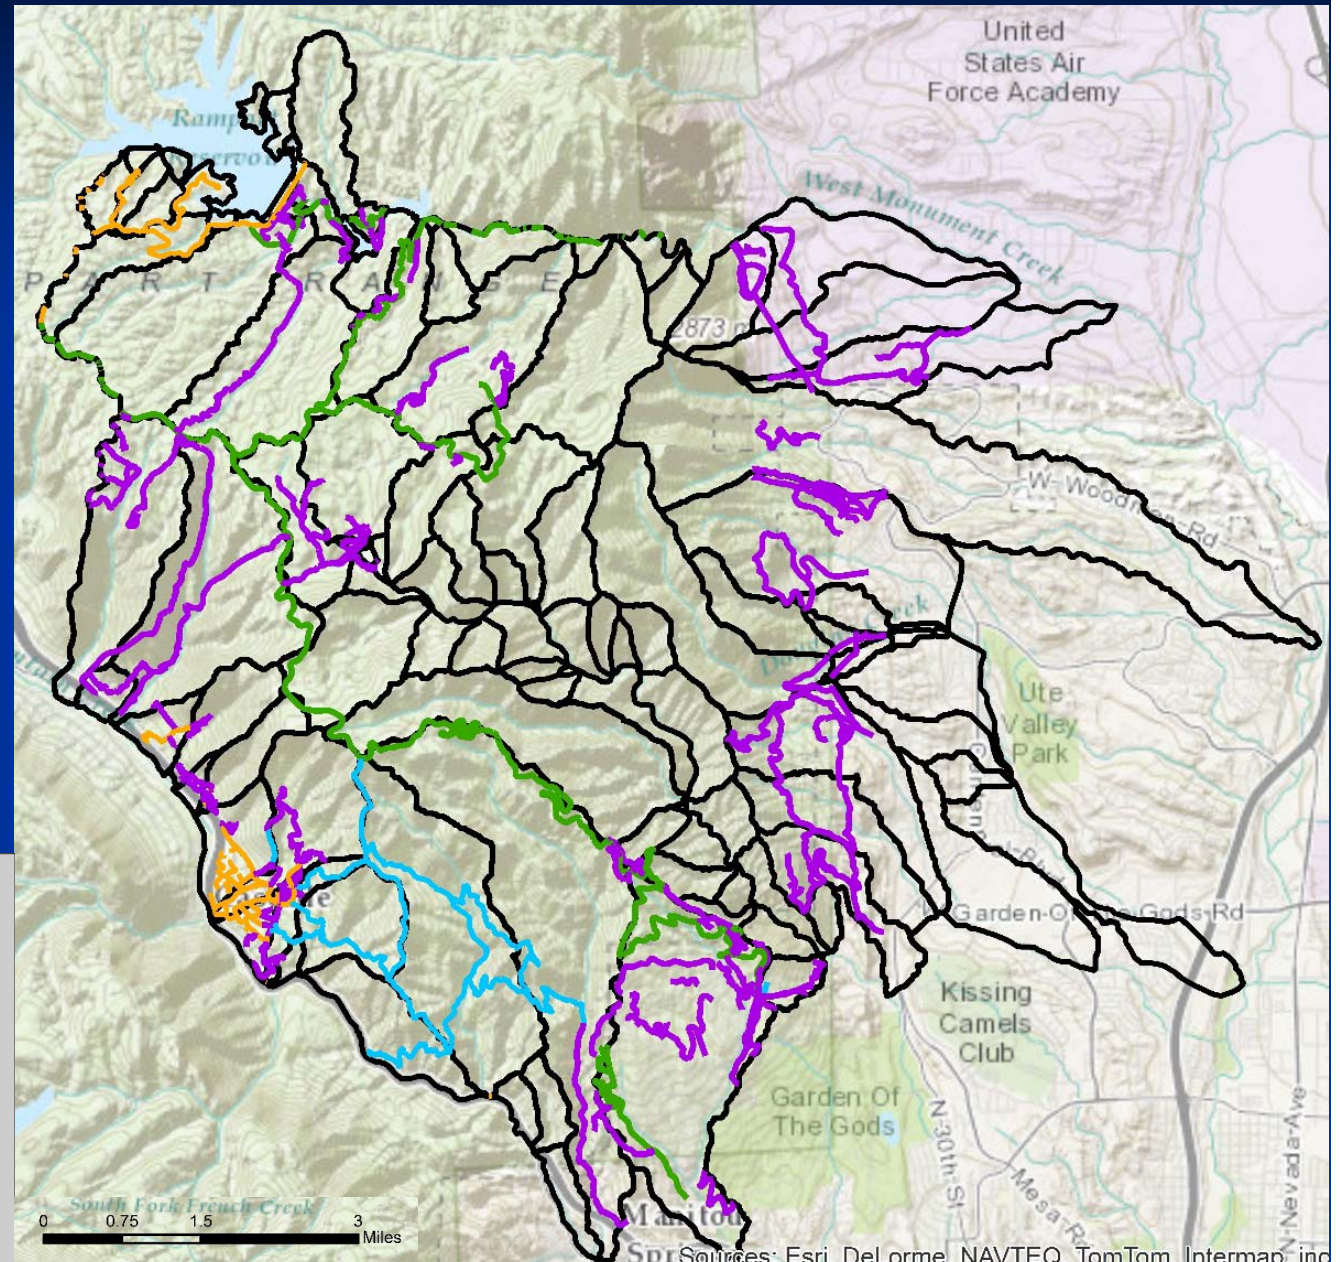 United
States Air
Force Academy
West Monument Creek
P A R T R A N G E
2873 m
W- Woodmen-Rd
Ute
Valley
Park
Garden-Of-The-Gods-Rd
Kissing
Camels
Club
Garden Of
The Gods
N 30th St
Mesa Rd
N-Nevada-Ave
South Fork French Creek
0 0.75 1.5 3
Miles
Manitou
Sources: Esri, DeLorme, NAVTEQ, TomTom, Intermap, inc